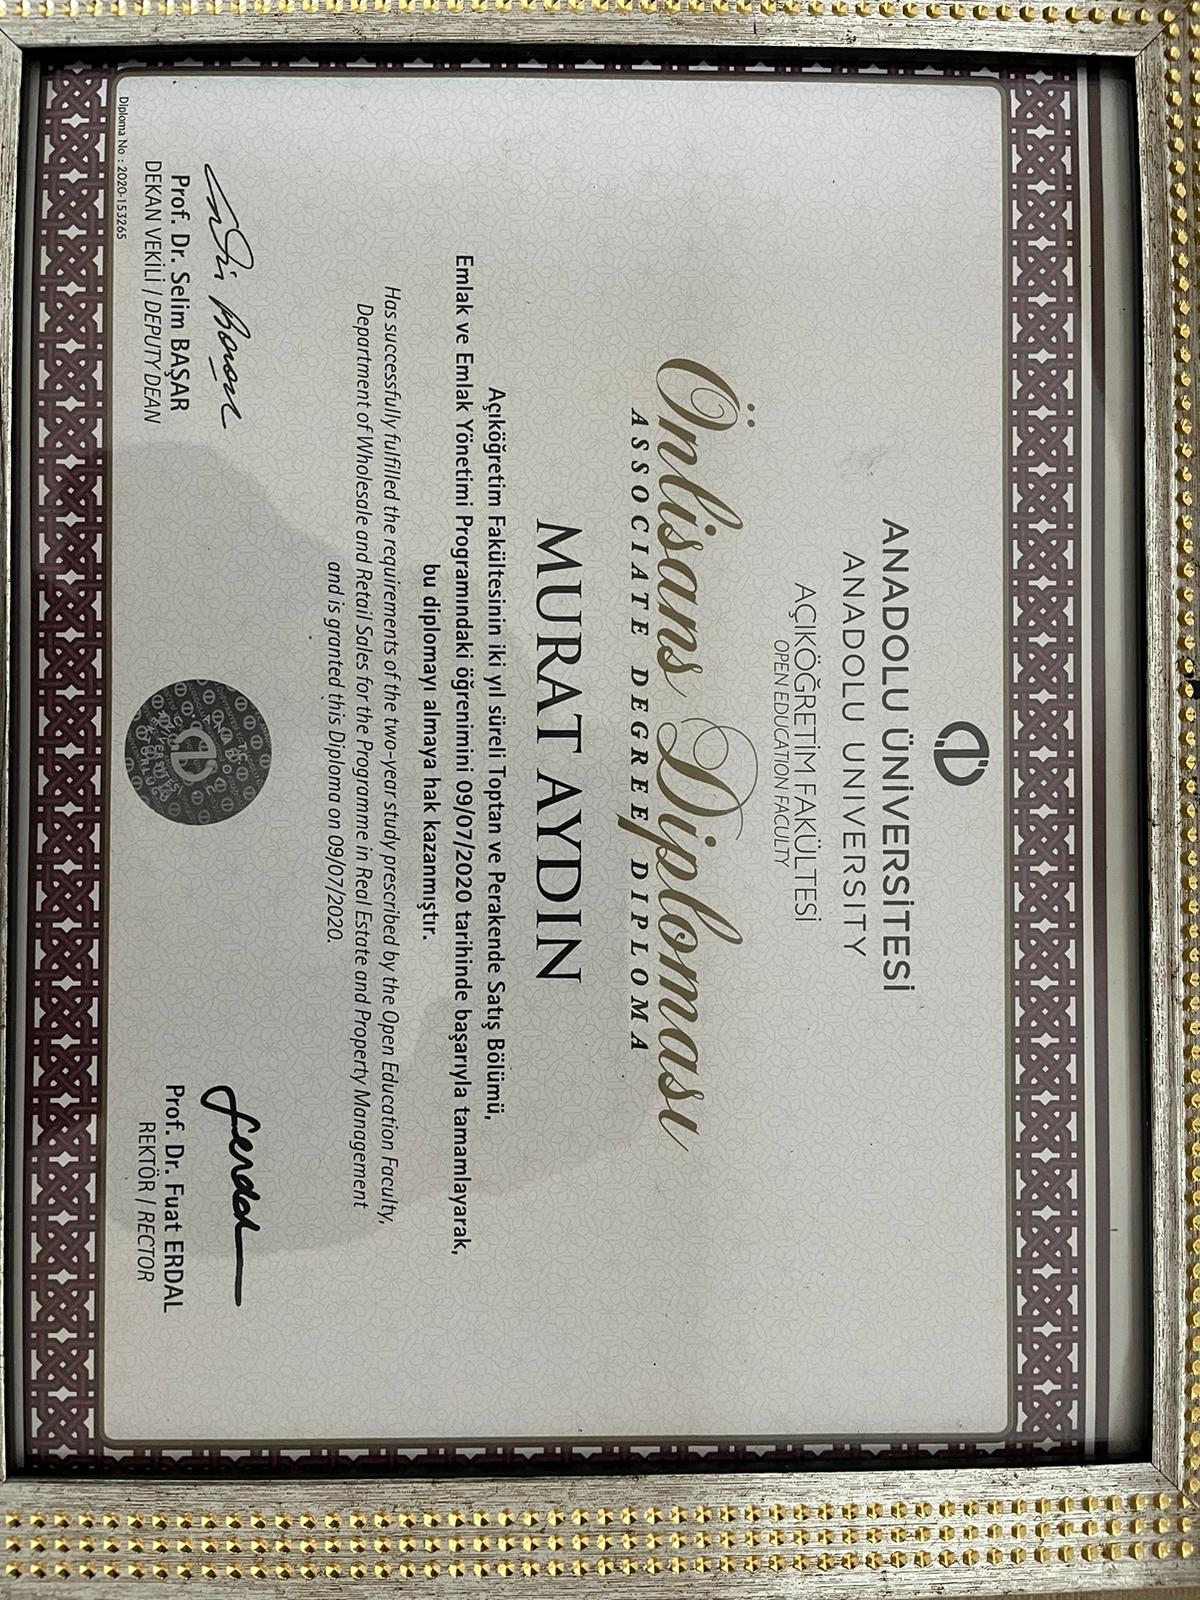 ANADOLU ÜNİVERSİTESİ
ANADOLU UNIVERSITY
AÇIKÖĞRETİM FAKÜLTESİ
OPEN EDUCATION FACULTY
Önlisans Diploması
ASSOCIATE DEGREE DIPLOMA
MURAT AYDIN
Açıköğretim Fakültesinin iki yıl süreli Toptan ve Perakende Satış Bölümü,
Emlak ve Emlak Yönetimi Programındaki öğrenimini 09/07/2020 tarihinde başarıyla tamamlayarak,
bu diplomayı almaya hak kazanmıştır.
Has successfully fulfilled the requirements of the two-year study prescribed by the Open Education Faculty,
Department of Wholesale and Retail Sales for the Programme in Real Estate and Property Management
and is granted this Diploma on 09/07/2020.
Prof. Dr. Selim BAŞAR
DEKAN VEKİLİ / DEPUTY DEAN
Prof. Dr. Fuat ERDAL
REKTÖR / RECTOR
Diploma No : 2020-153265